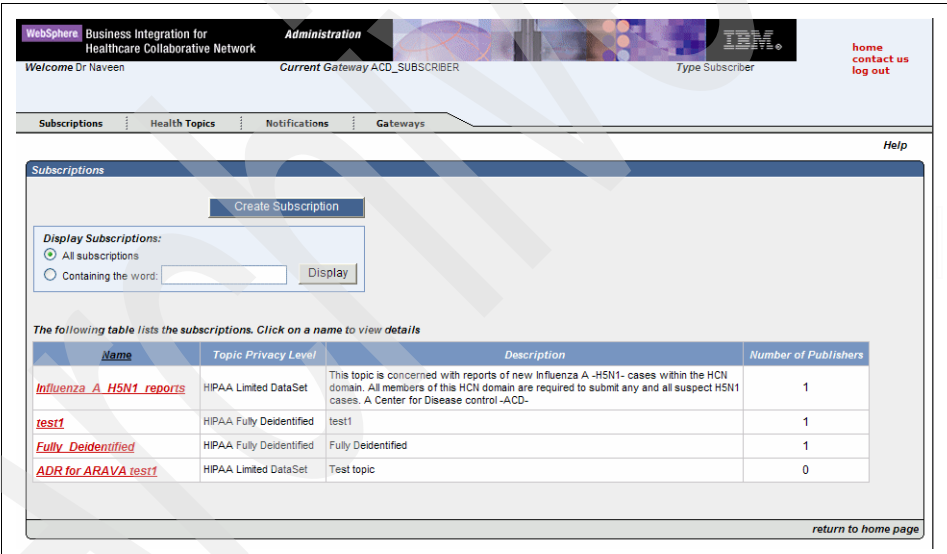 WebSphere Business Integration for Administration
Healthcare Collaborative Network
IBM.
home
contact us
log out
Welcome Dr Naveen Current Gateway ACD_SUBSCRIBER Type Subscriber
Subscriptions Health Topics Notifications Gateways
Help
Subscriptions
Create Subscription
Display Subscriptions:
All subscriptions
Containing the word: Display
The following table lists the subscriptions. Click on a name to view details
Name Topic Privacy Level Description Number of Publishers
Influenza_A_H5N1_reports HIPAA Limited DataSet This topic is concerned with reports of new Influenza A -H5N1- cases within the HCN
domain. All members of this HCN domain are required to submit any and all suspect H5N1
cases. A Center for Disease control -ACD- 1
test1 HIPAA Fully Deidentified test1 1
Fully_Deidentified HIPAA Fully Deidentified Fully Deidentified 1
ADR for ARAVA test1 HIPAA Limited DataSet Test topic 0
return to home page